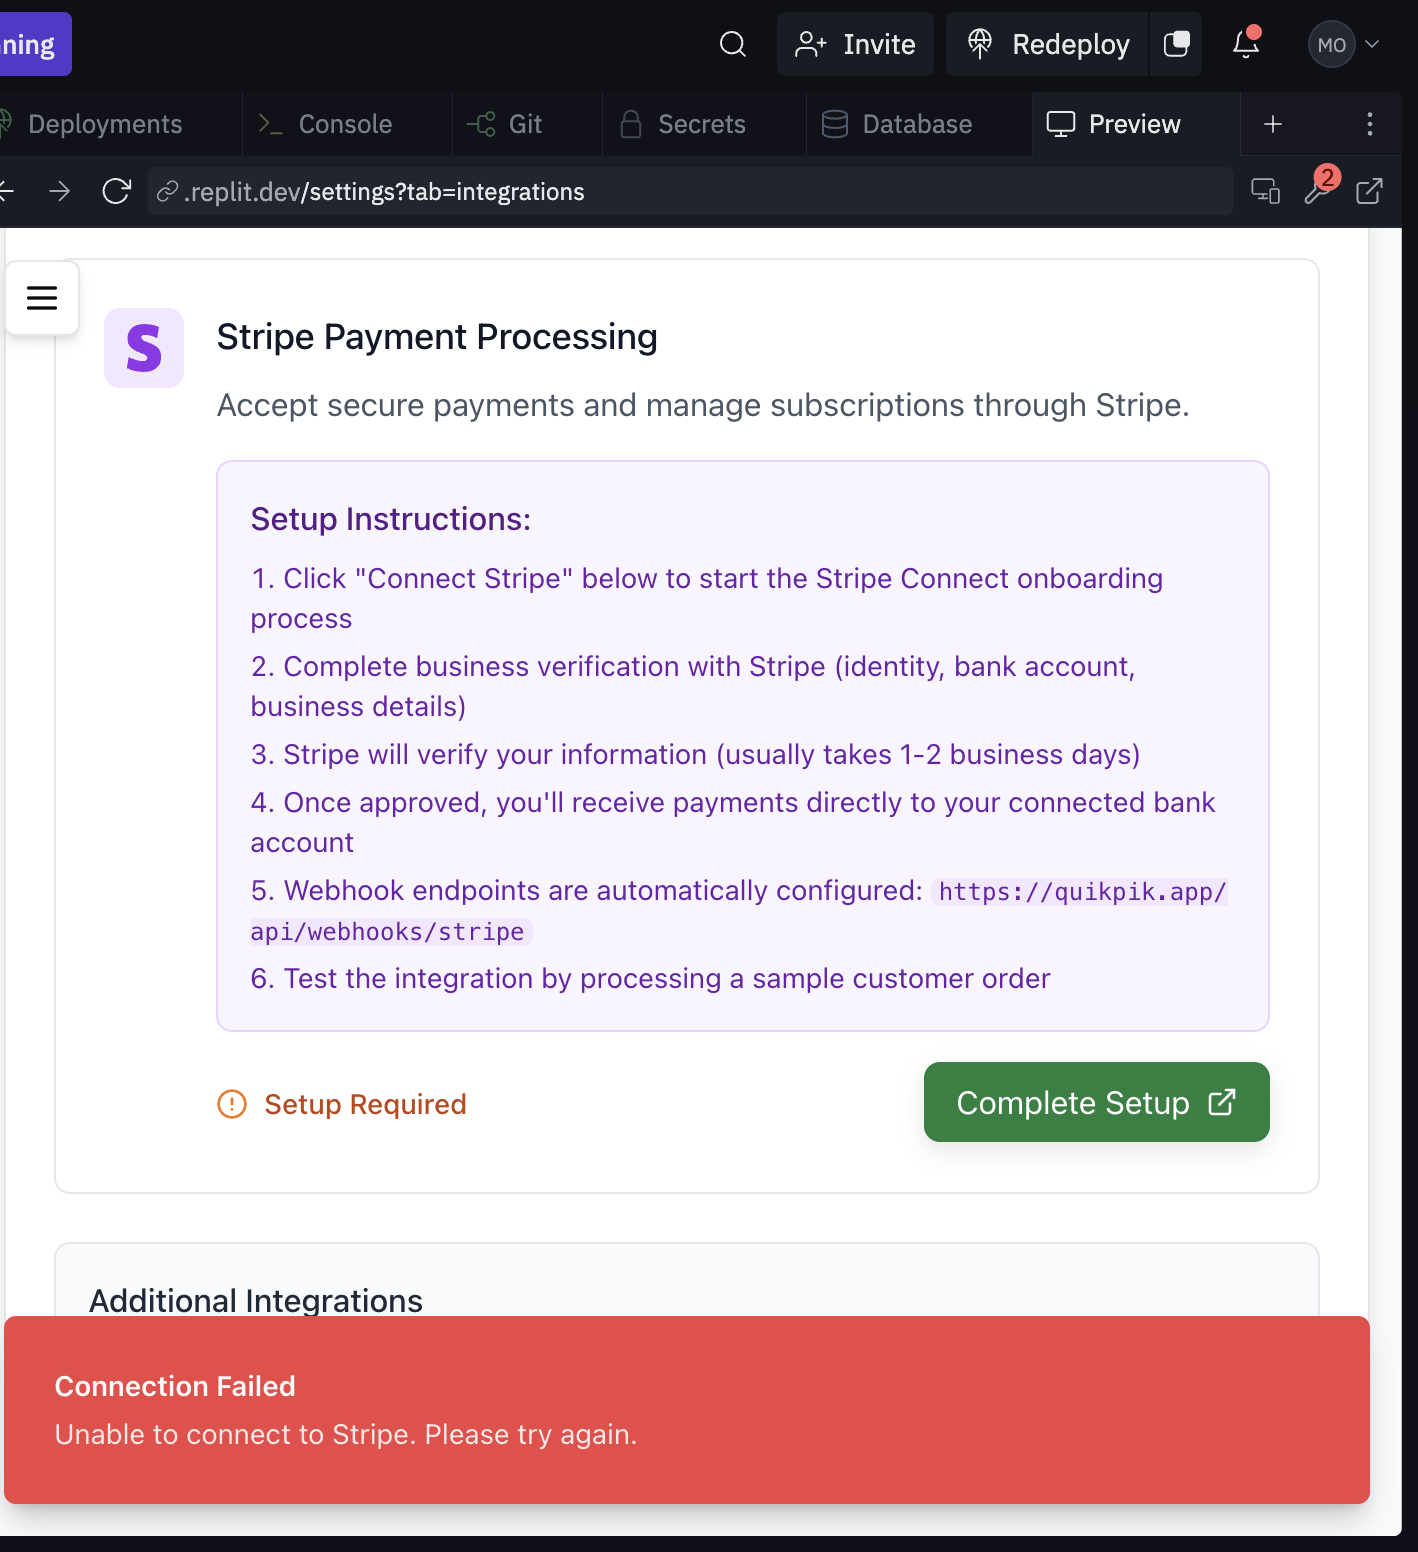 ning
Invite
Redeploy
MO
Deployments
Console
Git
Secrets
Database
Preview
.replit.dev/settings?tab=integrations
2
S
Stripe Payment Processing
Accept secure payments and manage subscriptions through Stripe.
Setup Instructions:
1. Click "Connect Stripe" below to start the Stripe Connect onboarding
process
2. Complete business verification with Stripe (identity, bank account,
business details)
3. Stripe will verify your information (usually takes 1-2 business days)
4. Once approved, you'll receive payments directly to your connected bank
account
5. Webhook endpoints are automatically configured: https://quikpik.app/
api/webhooks/stripe
6. Test the integration by processing a sample customer order
Setup Required
Complete Setup
Additional Integrations
Connection Failed
Unable to connect to Stripe. Please try again.